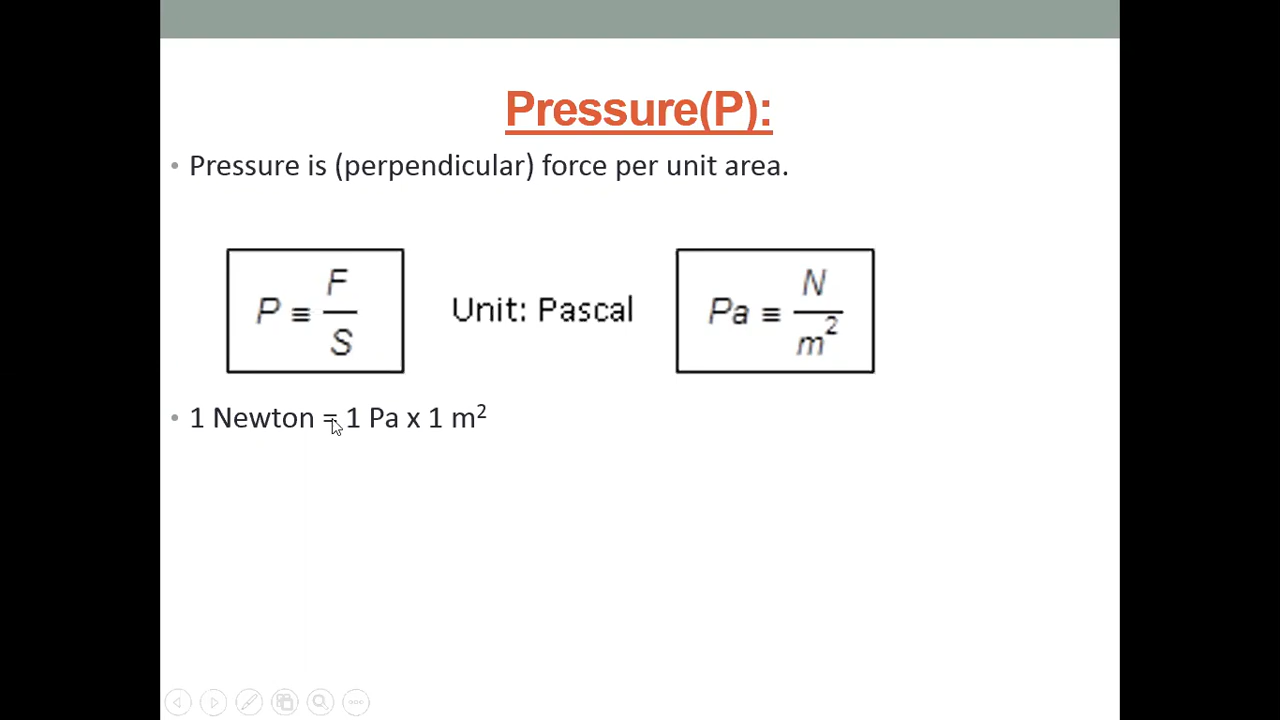 Pressure(P):
• Pressure is (perpendicular) force per unit area.
P ≡ F/S Unit: Pascal Pa ≡ N/m²
• 1 Newton = 1 Pa x 1 m²